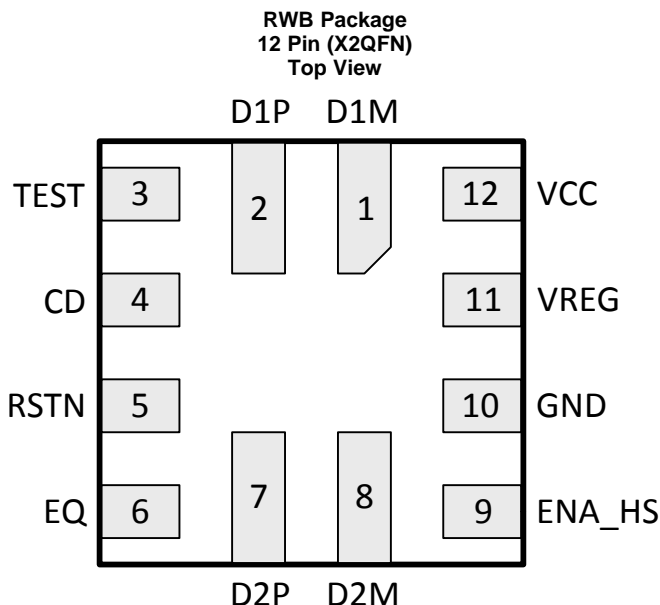 RWB Package
12 Pin (X2QFN)
Top View
D1P D1M
TEST 3 2 1 12 VCC
CD 4 11 VREG
RSTN 5 10 GND
EQ 6 7 8 9 ENA_HS
D2P D2M